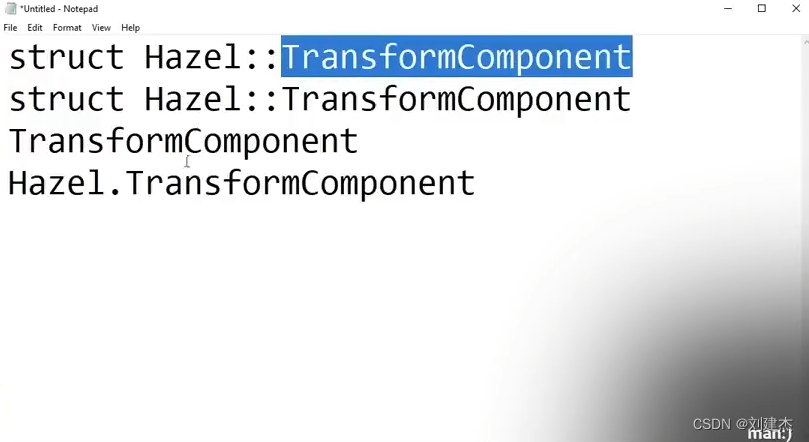 *Untitled - Notepad
File Edit Format View Help
struct Hazel::TransformComponent
struct Hazel::TransformComponent
TransformComponent
Hazel.TransformComponent
CSDN @刘建杰
man:)